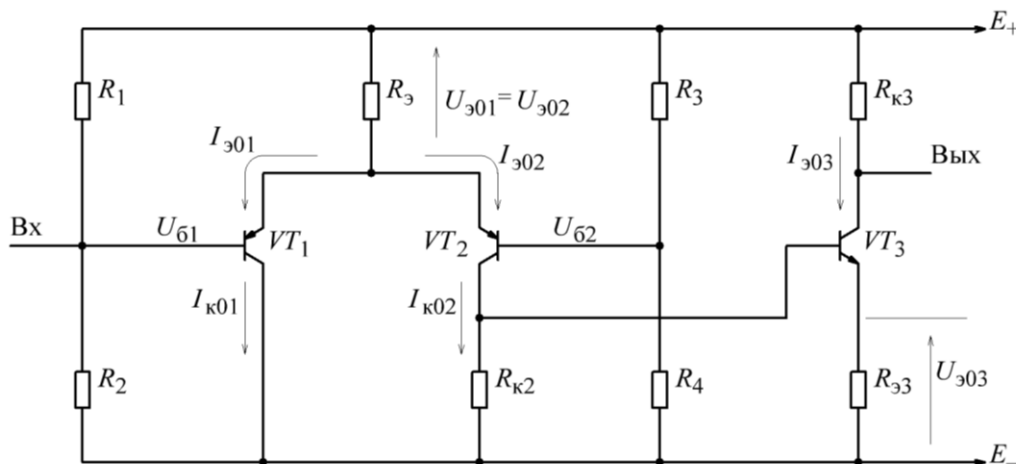 E₊
R₁
Rэ
Uэ01 = Uэ02
R₃
Rк3
Iэ01
Iэ02
Iэ03
Вых
Вх
Uб1
VT₁
VT₂
Uб2
VT₃
Iк01
Iк02
R₂
Rк2
R₄
Rэ3
Uэ03
E₋